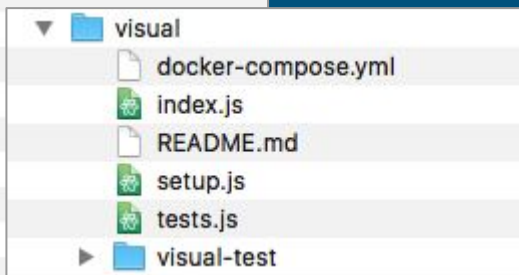 visual
docker-compose.yml
index.js
README.md
setup.js
tests.js
visual-test